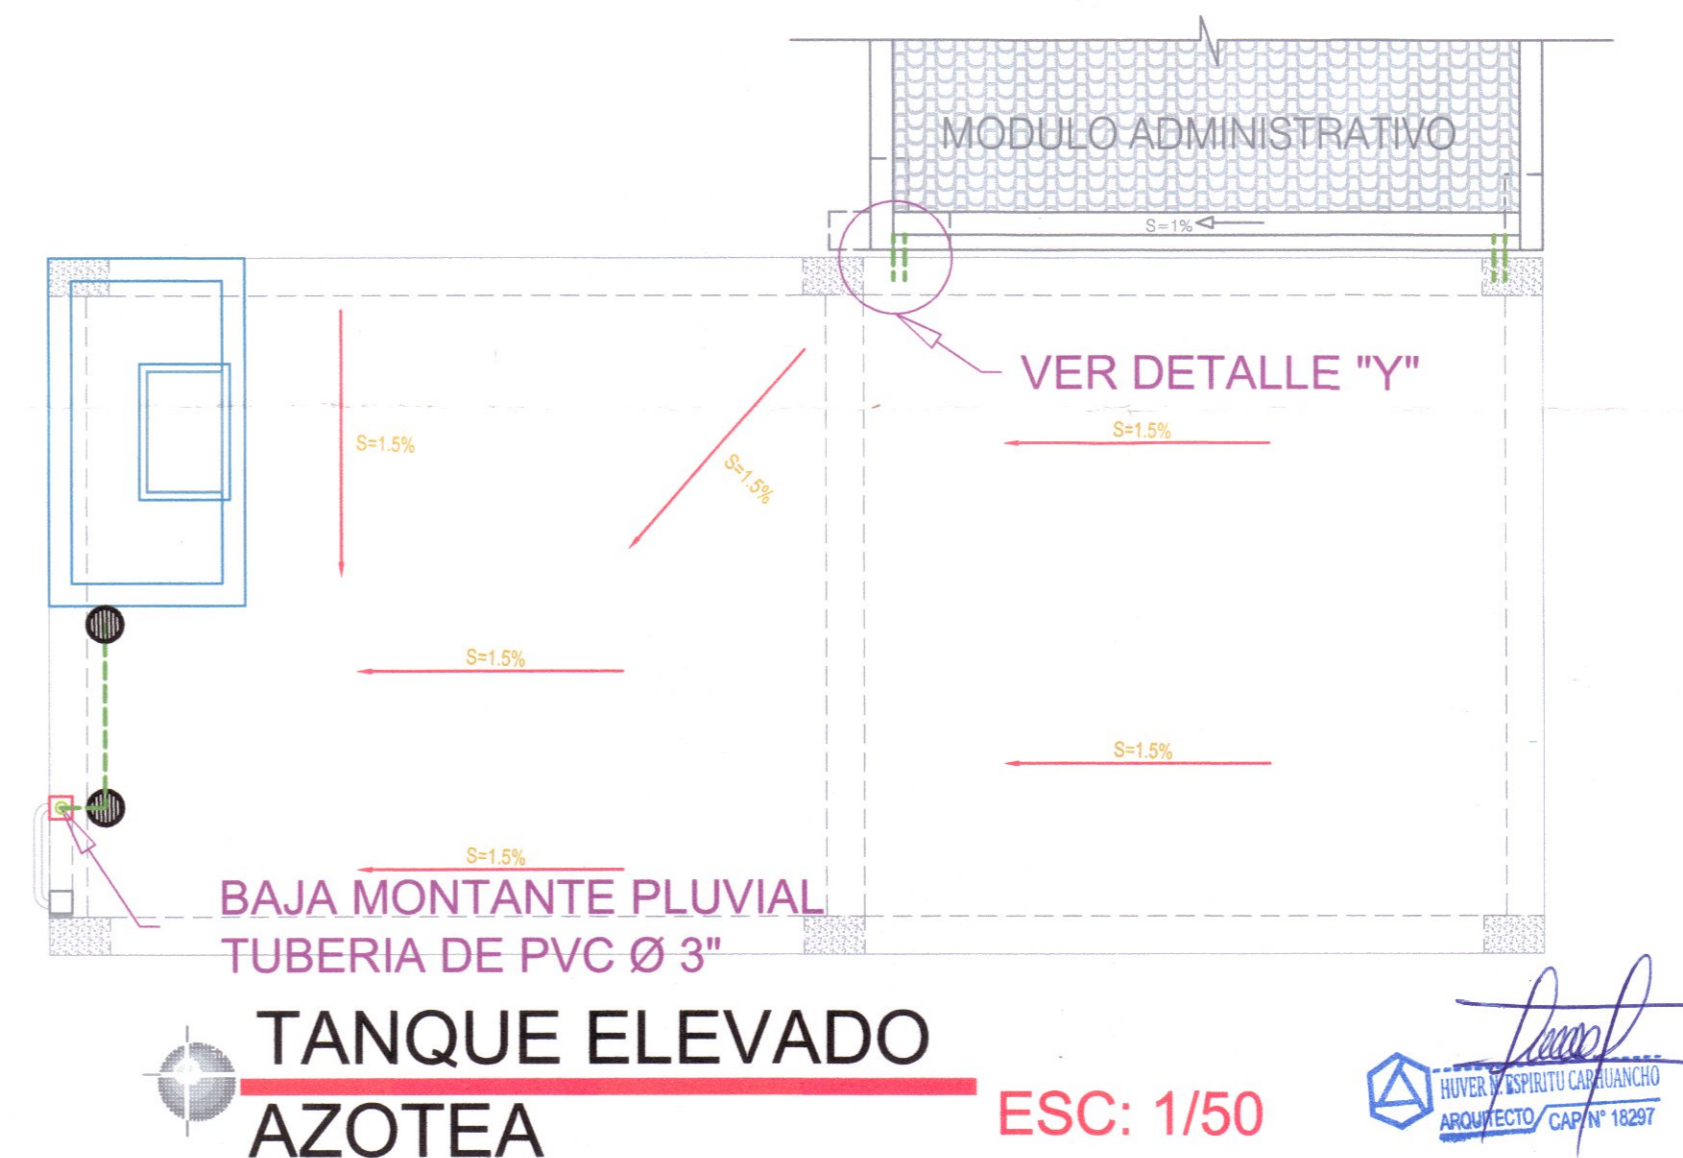 MODULO ADMINISTRATIVO
S=1%
VER DETALLE "Y"
S=1.5%
S=1.5%
S=1.5%
S=1.5%
S=1.5%
S=1.5%
BAJA MONTANTE PLUVIAL
TUBERIA DE PVC Ø 3"
TANQUE ELEVADO
AZOTEA
ESC: 1/50
HUVER N. ESPIRITU CARHUANCHO
ARQUITECTO CAP N° 18297